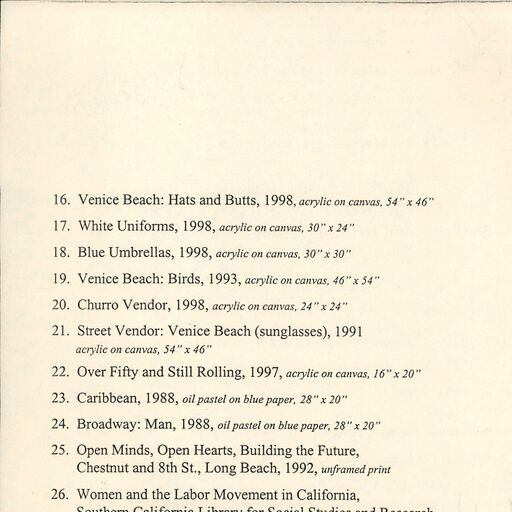 16. Venice Beach: Hats and Butts, 1998, acrylic on canvas, 54" x 46"
17. White Uniforms, 1998, acrylic on canvas, 30" x 24"
18. Blue Umbrellas, 1998, acrylic on canvas, 30" x 30"
19. Venice Beach: Birds, 1993, acrylic on canvas, 46" x 54"
20. Churro Vendor, 1998, acrylic on canvas, 24" x 24"
21. Street Vendor: Venice Beach (sunglasses), 1991
acrylic on canvas, 54" x 46"
22. Over Fifty and Still Rolling, 1997, acrylic on canvas, 16" x 20"
23. Caribbean, 1988, oil pastel on blue paper, 28" x 20"
24. Broadway: Man, 1988, oil pastel on blue paper, 28" x 20"
25. Open Minds, Open Hearts, Building the Future,
Chestnut and 8th St., Long Beach, 1992, unframed print
26. Women and the Labor Movement in California,
Southern California Library for Social Studies and Research